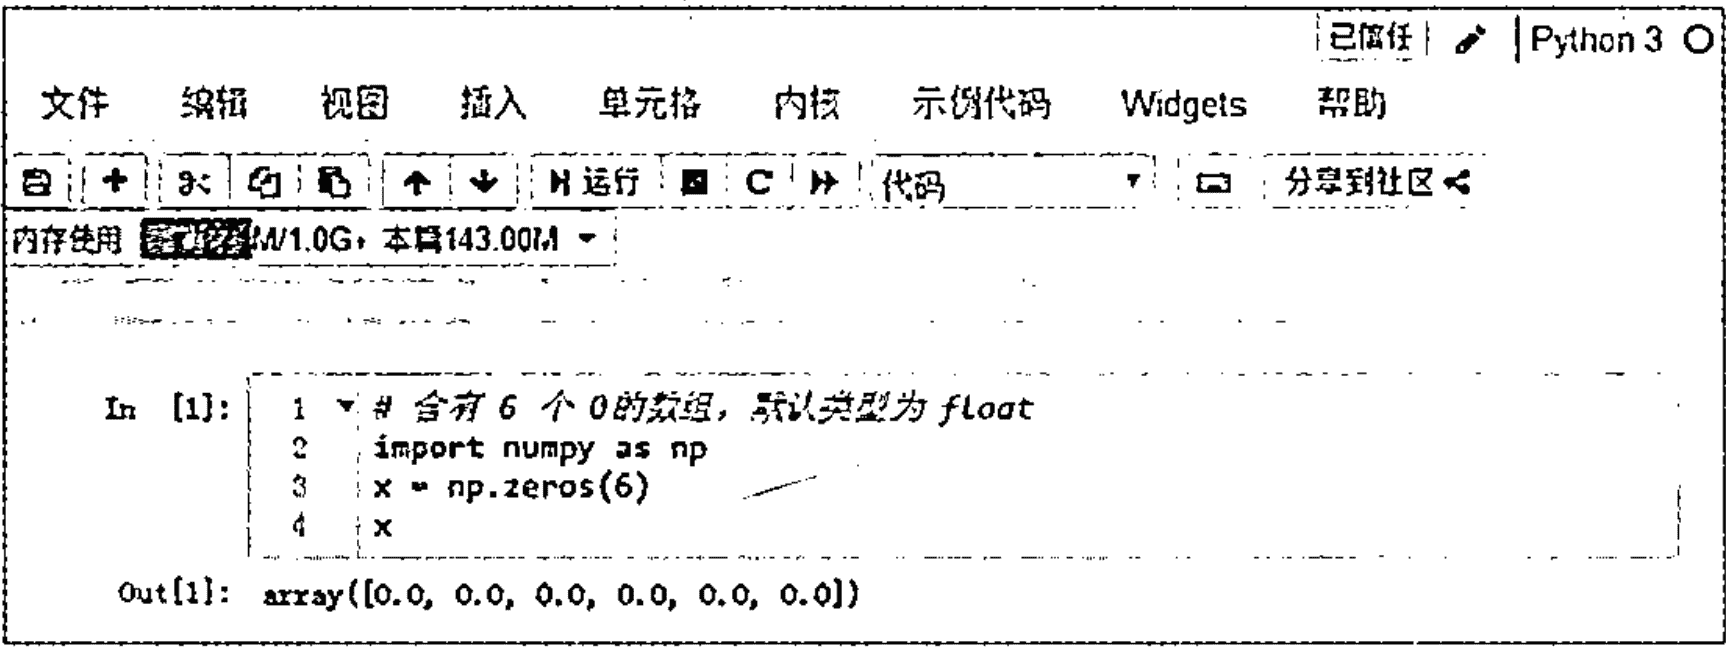 已信任 Python 3
文件 编辑 视图 插入 单元格 内核 示例代码 Widgets 帮助
运行 代码 分享到社区
内存使用 M/1.0G, 本篇143.00M
In [1]: 1 # 含有 6 个 0的数组，默认类型为 float
2 import numpy as np
3 x = np.zeros(6)
4 x
Out[1]: array([0.0, 0.0, 0.0, 0.0, 0.0, 0.0])